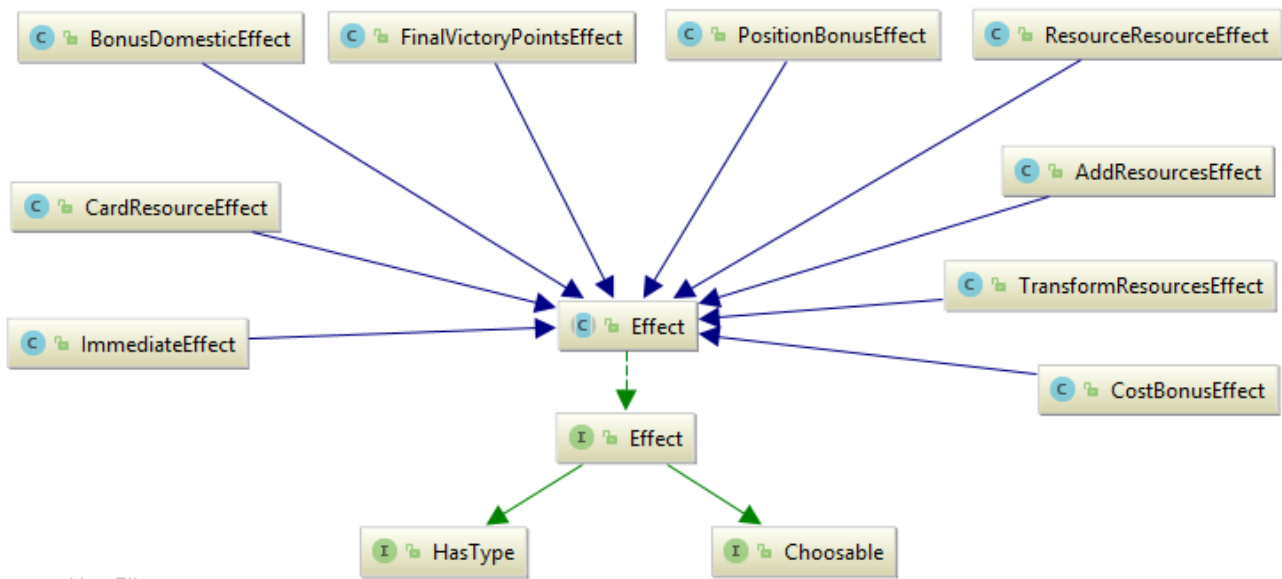 C BonusDomesticEffect
C FinalVictoryPointsEffect
C PositionBonusEffect
C ResourceResourceEffect
C AddResourcesEffect
C CardResourceEffect
C TransformResourcesEffect
C Effect
C ImmediateEffect
C CostBonusEffect
I Effect
I HasType
I Choosable